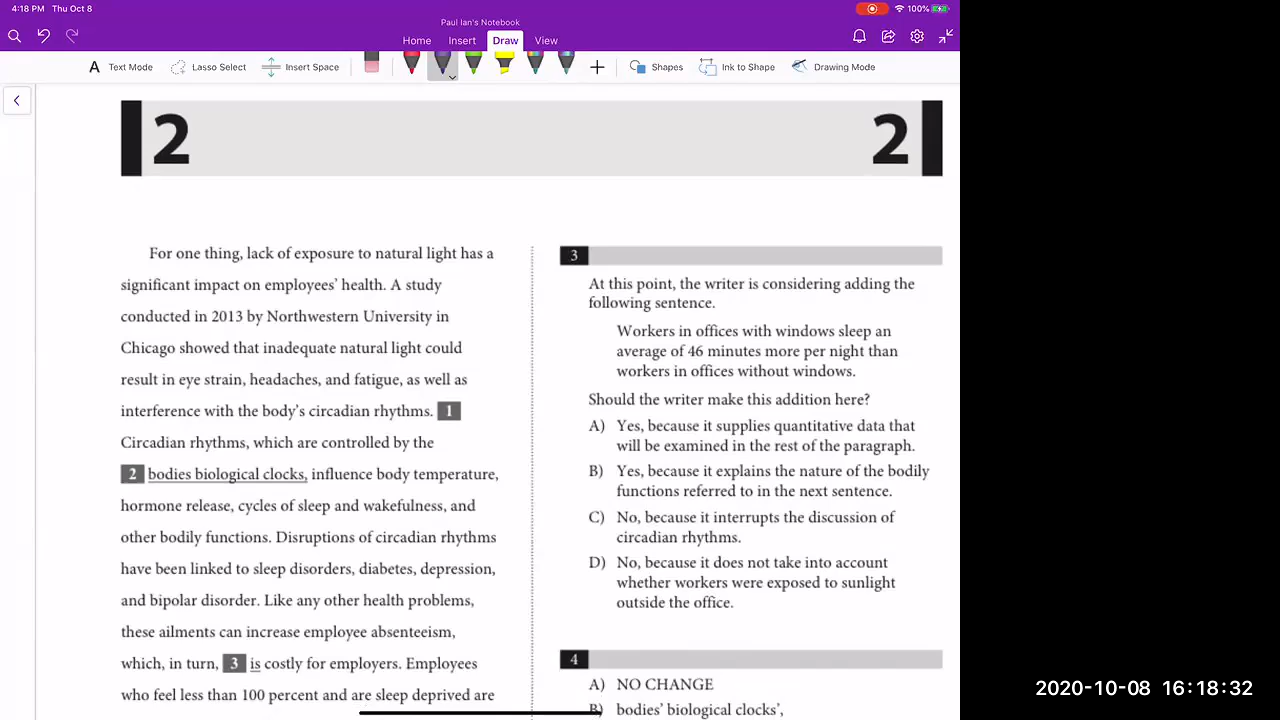 4:18 PM Thu Oct 8
100%
Paul Ian's Notebook
Home Insert Draw View
A Text Mode Lasso Select Insert Space + Shapes Ink to Shape Drawing Mode
2 2
For one thing, lack of exposure to natural light has a
significant impact on employees' health. A study
conducted in 2013 by Northwestern University in
Chicago showed that inadequate natural light could
result in eye strain, headaches, and fatigue, as well as
interference with the body's circadian rhythms. 1
Circadian rhythms, which are controlled by the
2 bodies biological clocks, influence body temperature,
hormone release, cycles of sleep and wakefulness, and
other bodily functions. Disruptions of circadian rhythms
have been linked to sleep disorders, diabetes, depression,
and bipolar disorder. Like any other health problems,
these ailments can increase employee absenteeism,
which, in turn, 3 is costly for employers. Employees
who feel less than 100 percent and are sleep deprived are
3
At this point, the writer is considering adding the
following sentence.
Workers in offices with windows sleep an
average of 46 minutes more per night than
workers in offices without windows.
Should the writer make this addition here?
A) Yes, because it supplies quantitative data that
will be examined in the rest of the paragraph.
B) Yes, because it explains the nature of the bodily
functions referred to in the next sentence.
C) No, because it interrupts the discussion of
circadian rhythms.
D) No, because it does not take into account
whether workers were exposed to sunlight
outside the office.
4
A) NO CHANGE
B) bodies' biological clocks',
2020-10-08 16:18:32